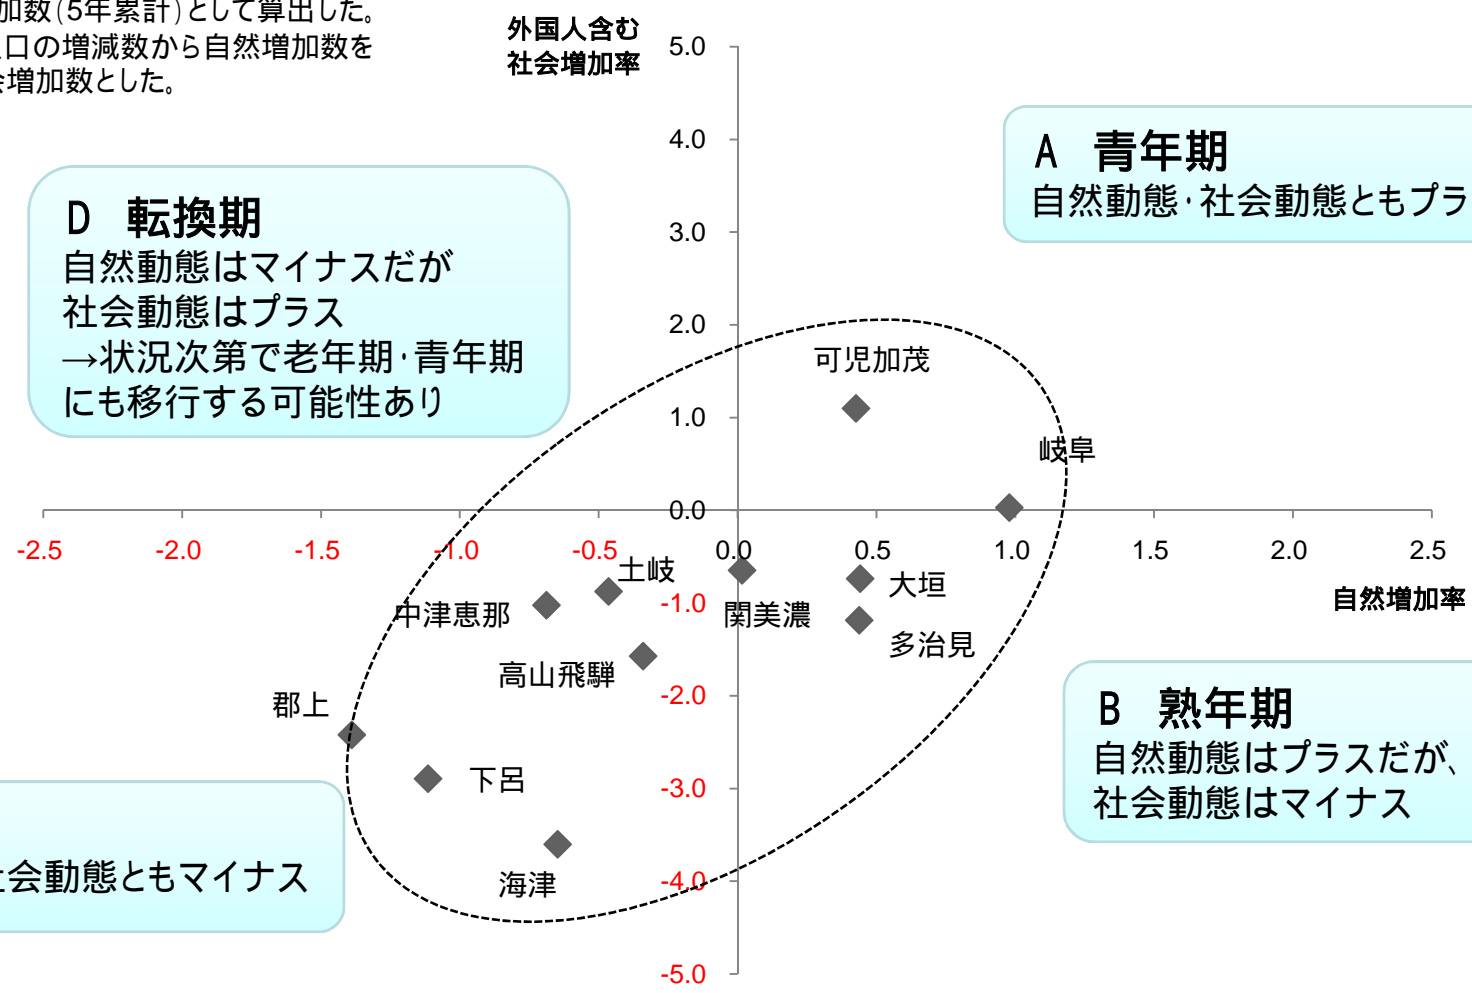 加数(5年累計)として算出した。
口の増減数から自然増加数を
増加数とした。
外国人含む
社会増加率
5.0
4.0
3.0
2.0
1.0
0.0
-1.0
-2.0
-3.0
-4.0
-5.0
A 青年期
自然動態・社会動態ともプラ
D 転換期
自然動態はマイナスだが
社会動態はプラス
→状況次第で老年期・青年期
にも移行する可能性あり
可児加茂
岐阜
-2.5 -2.0 -1.5 -1.0 -0.5 0.0 0.5 1.0 1.5 2.0 2.5
自然増加率
土岐
大垣
中津恵那
関美濃
多治見
高山飛騨
郡上
下呂
海津
B 熟年期
自然動態はプラスだが、
社会動態はマイナス
会動態ともマイナス